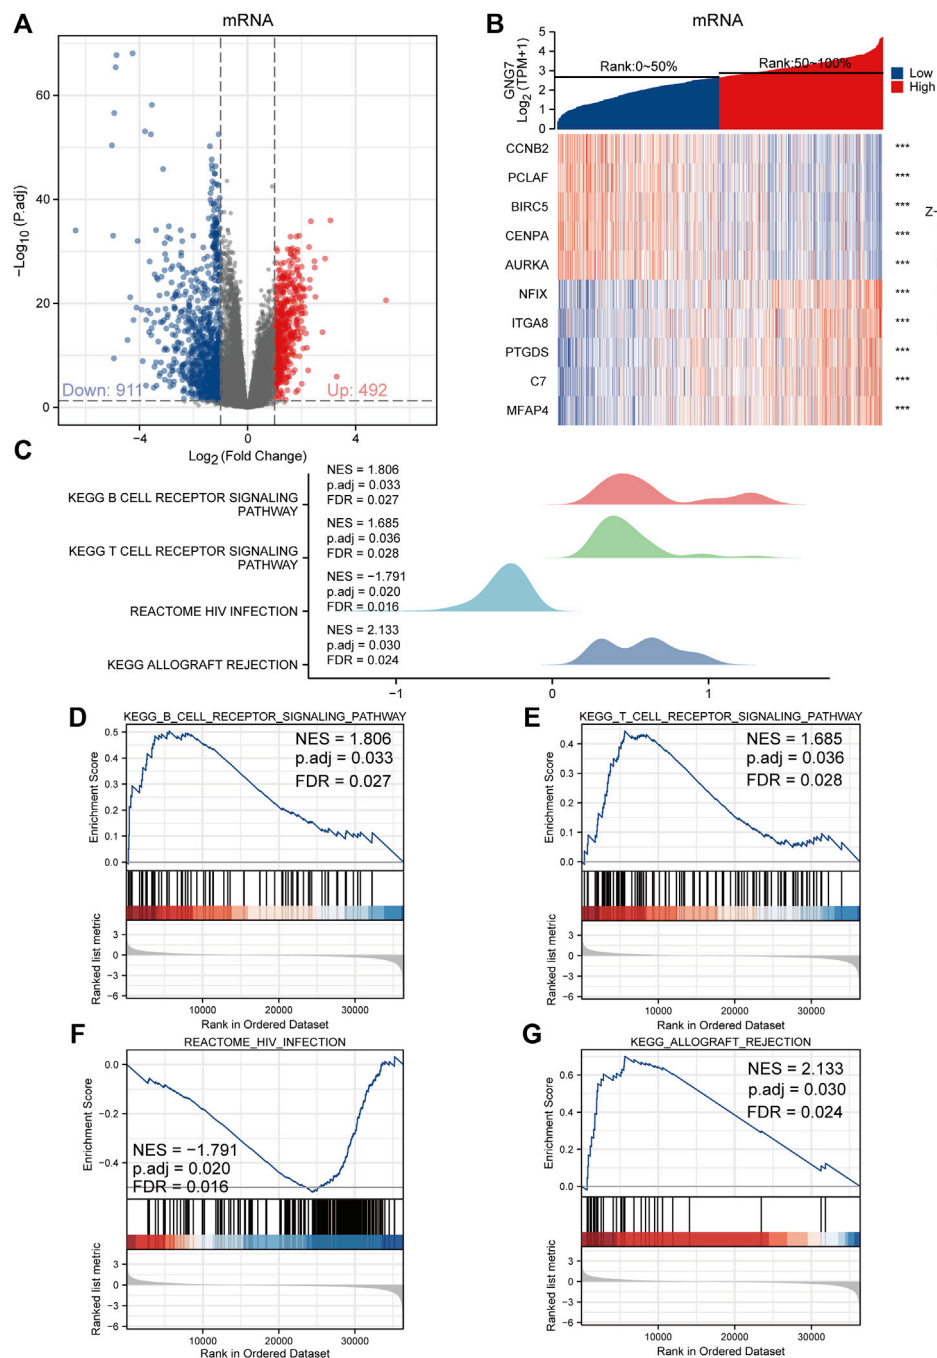 A
mRNA
−Log10 (P.adj)
60
40
20
0
Down: 911
Up: 492
−4
0
4
Log2 (Fold Change)
B
mRNA
GNG7
Log2 (TPM+1)
5
4
3
2
1
0
Rank:0~50%
Rank:50~100%
Low
High
CCNB2
***
PCLAF
***
BIRC5
***
Z-
CENPA
***
AURKA
***
NFIX
***
ITGA8
***
PTGDS
***
C7
***
MFAP4
***
C
KEGG B CELL RECEPTOR SIGNALING
PATHWAY
NES = 1.806
p.adj = 0.033
FDR = 0.027
KEGG T CELL RECEPTOR SIGNALING
PATHWAY
NES = 1.685
p.adj = 0.036
FDR = 0.028
REACTOME HIV INFECTION
NES = −1.791
p.adj = 0.020
FDR = 0.016
KEGG ALLOGRAFT REJECTION
NES = 2.133
p.adj = 0.030
FDR = 0.024
−1
0
1
D
KEGG_B_CELL_RECEPTOR_SIGNALING_PATHWAY
NES = 1.806
p.adj = 0.033
FDR = 0.027
Enrichment Score
0.5
0.4
0.3
0.2
0.1
0.0
Ranked list metric
3
0
−3
−6
10000
20000
30000
Rank in Ordered Dataset
E
KEGG_T_CELL_RECEPTOR_SIGNALING_PATHWAY
NES = 1.685
p.adj = 0.036
FDR = 0.028
Enrichment Score
0.4
0.3
0.2
0.1
0.0
Ranked list metric
3
0
−3
−6
10000
20000
30000
Rank in Ordered Dataset
F
REACTOME_HIV_INFECTION
Enrichment Score
0.0
−0.2
−0.4
NES = −1.791
p.adj = 0.020
FDR = 0.016
Ranked list metric
3
0
−3
−6
10000
20000
30000
Rank in Ordered Dataset
G
KEGG_ALLOGRAFT_REJECTION
NES = 2.133
p.adj = 0.030
FDR = 0.024
Enrichment Score
0.6
0.4
0.2
0.0
Ranked list metric
3
0
−3
−6
10000
20000
30000
Rank in Ordered Dataset